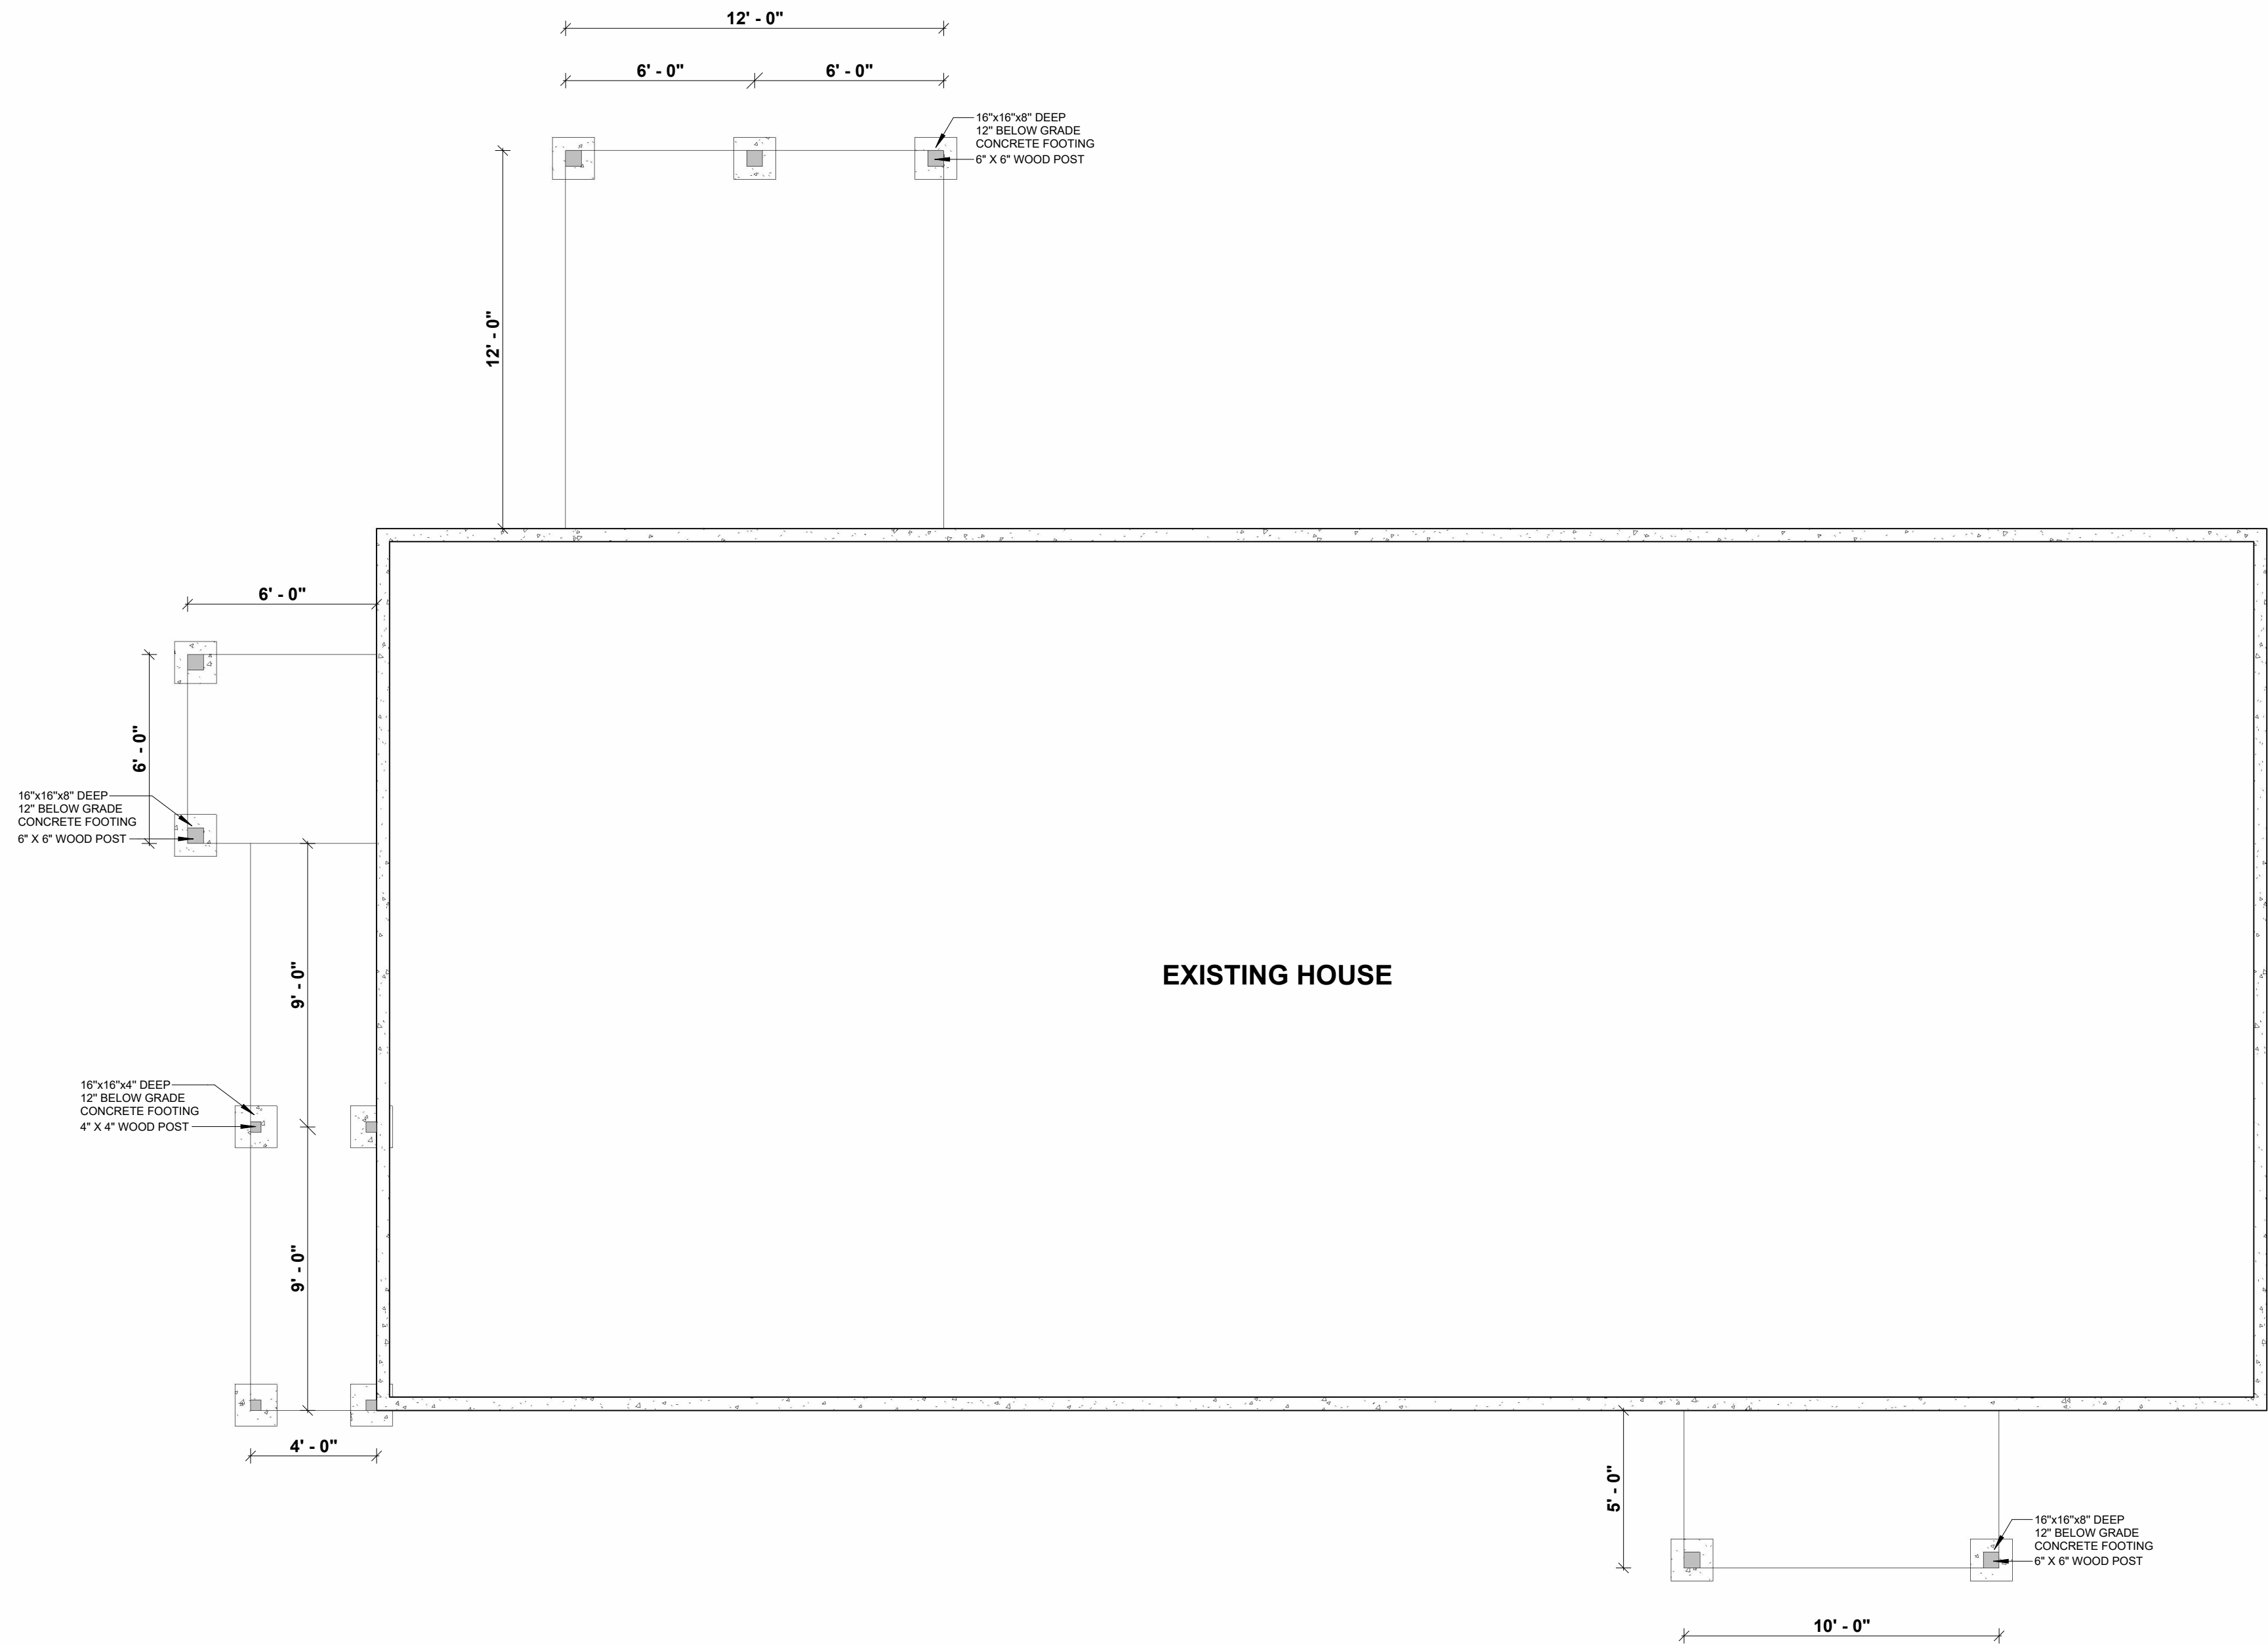 12' - 0"
6' - 0"
6' - 0"
16"x16"x8" DEEP
12" BELOW GRADE
CONCRETE FOOTING
6" X 6" WOOD POST
12' - 0"
6' - 0"
6' - 0"
16"x16"x8" DEEP
12" BELOW GRADE
CONCRETE FOOTING
6" X 6" WOOD POST
9' - 0"
EXISTING HOUSE
16"x16"x4" DEEP
12" BELOW GRADE
CONCRETE FOOTING
4" X 4" WOOD POST
9' - 0"
4' - 0"
5' - 0"
16"x16"x8" DEEP
12" BELOW GRADE
CONCRETE FOOTING
6" X 6" WOOD POST
10' - 0"